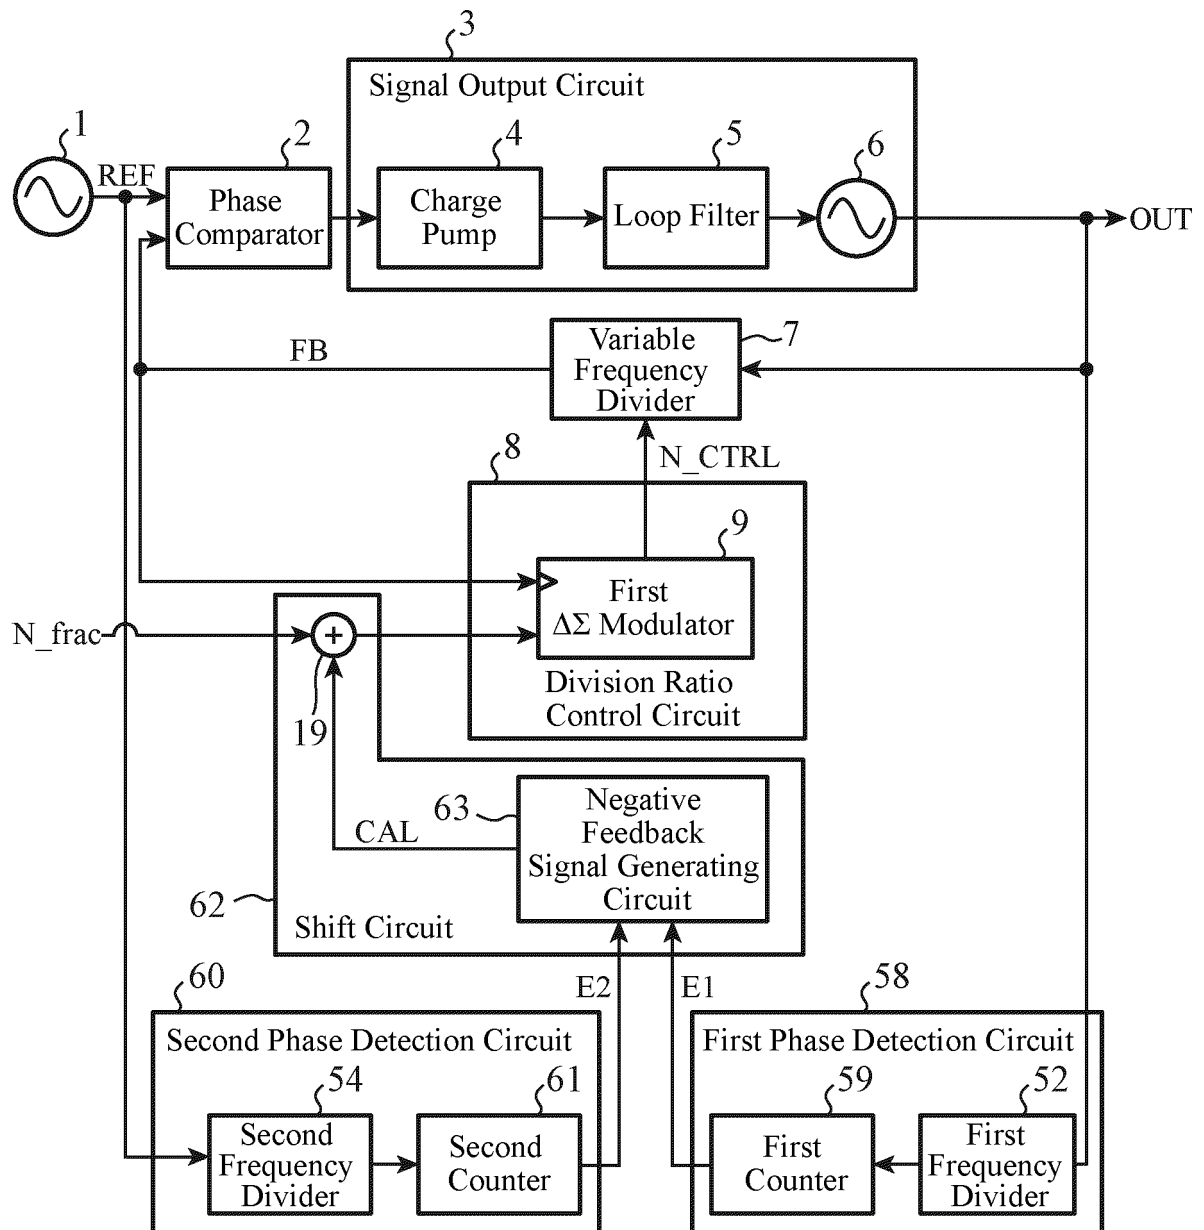 3
Signal Output Circuit
1
REF
2
Phase
Comparator
4
Charge
Pump
5
Loop Filter
6
OUT
FB
Variable
Frequency
Divider
7
N_CTRL
8
9
First
ΔΣ Modulator
Division Ratio
Control Circuit
N_frac
+
19
CAL
63
Negative
Feedback
Signal Generating
Circuit
62
Shift Circuit
E2
E1
60
Second Phase Detection Circuit
54
Second
Frequency
Divider
61
Second
Counter
58
First Phase Detection Circuit
59
First
Counter
52
First
Frequency
Divider